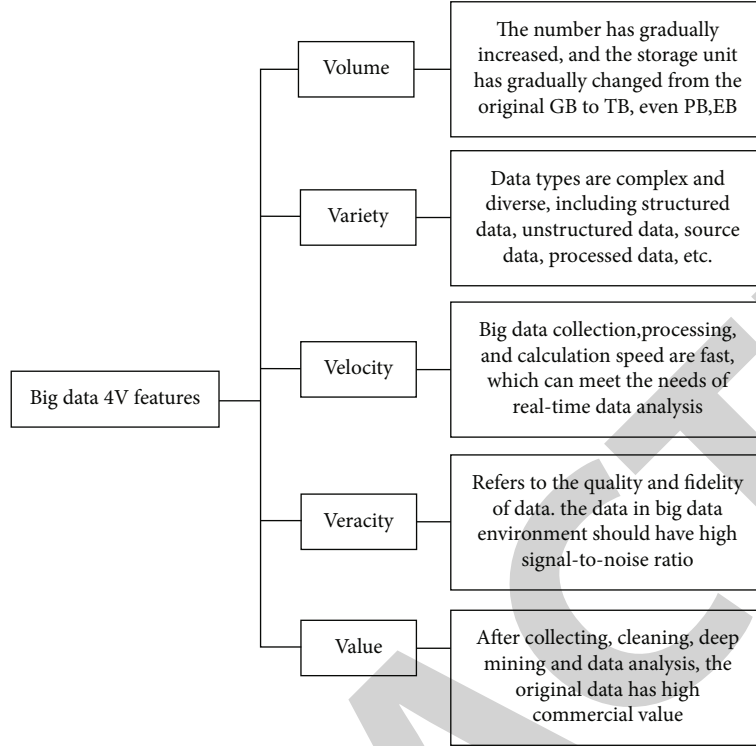 Big data 4V features
Volume
The number has gradually
increased, and the storage unit
has gradually changed from the
original GB to TB, even PB,EB
Variety
Data types are complex and
diverse, including structured
data, unstructured data, source
data, processed data, etc.
Velocity
Big data collection,processing,
and calculation speed are fast,
which can meet the needs of
real-time data analysis
Veracity
Refers to the quality and fidelity
of data. the data in big data
environment should have high
signal-to-noise ratio
Value
After collecting, cleaning, deep
mining and data analysis, the
original data has high
commercial value